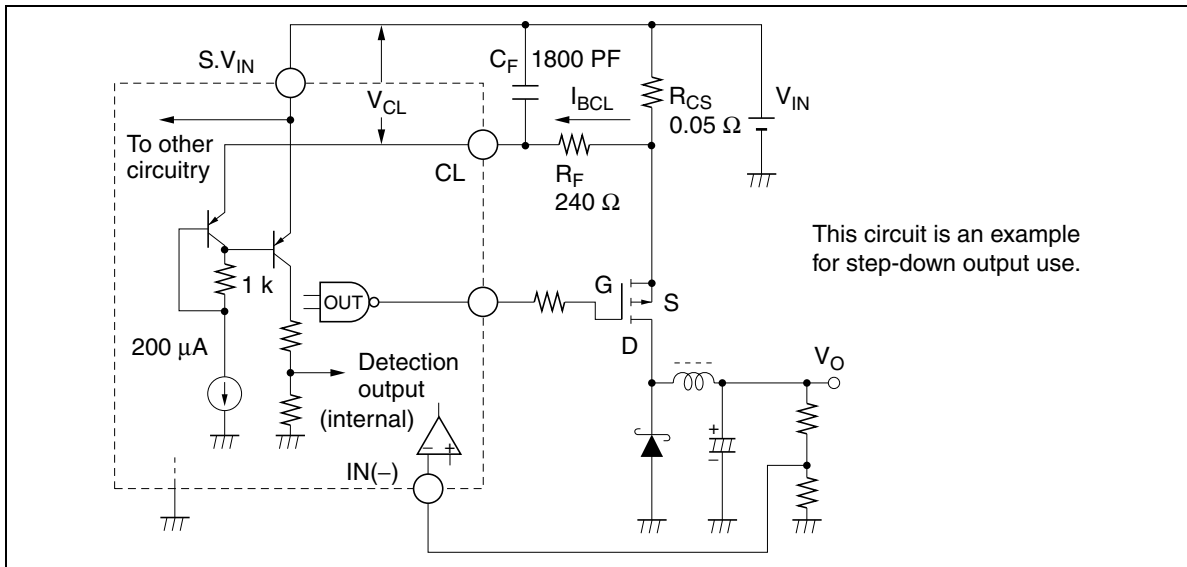 S.VIN
CF 1800 PF
VCL
IBCL
RCS
0.05 Ω
VIN
To other
circuitry
CL
RF
240 Ω
This circuit is an example
for step-down output use.
1 k
OUT
G
S
D
200 μA
Detection
output
(internal)
VO
− +
+
−
IN(−)